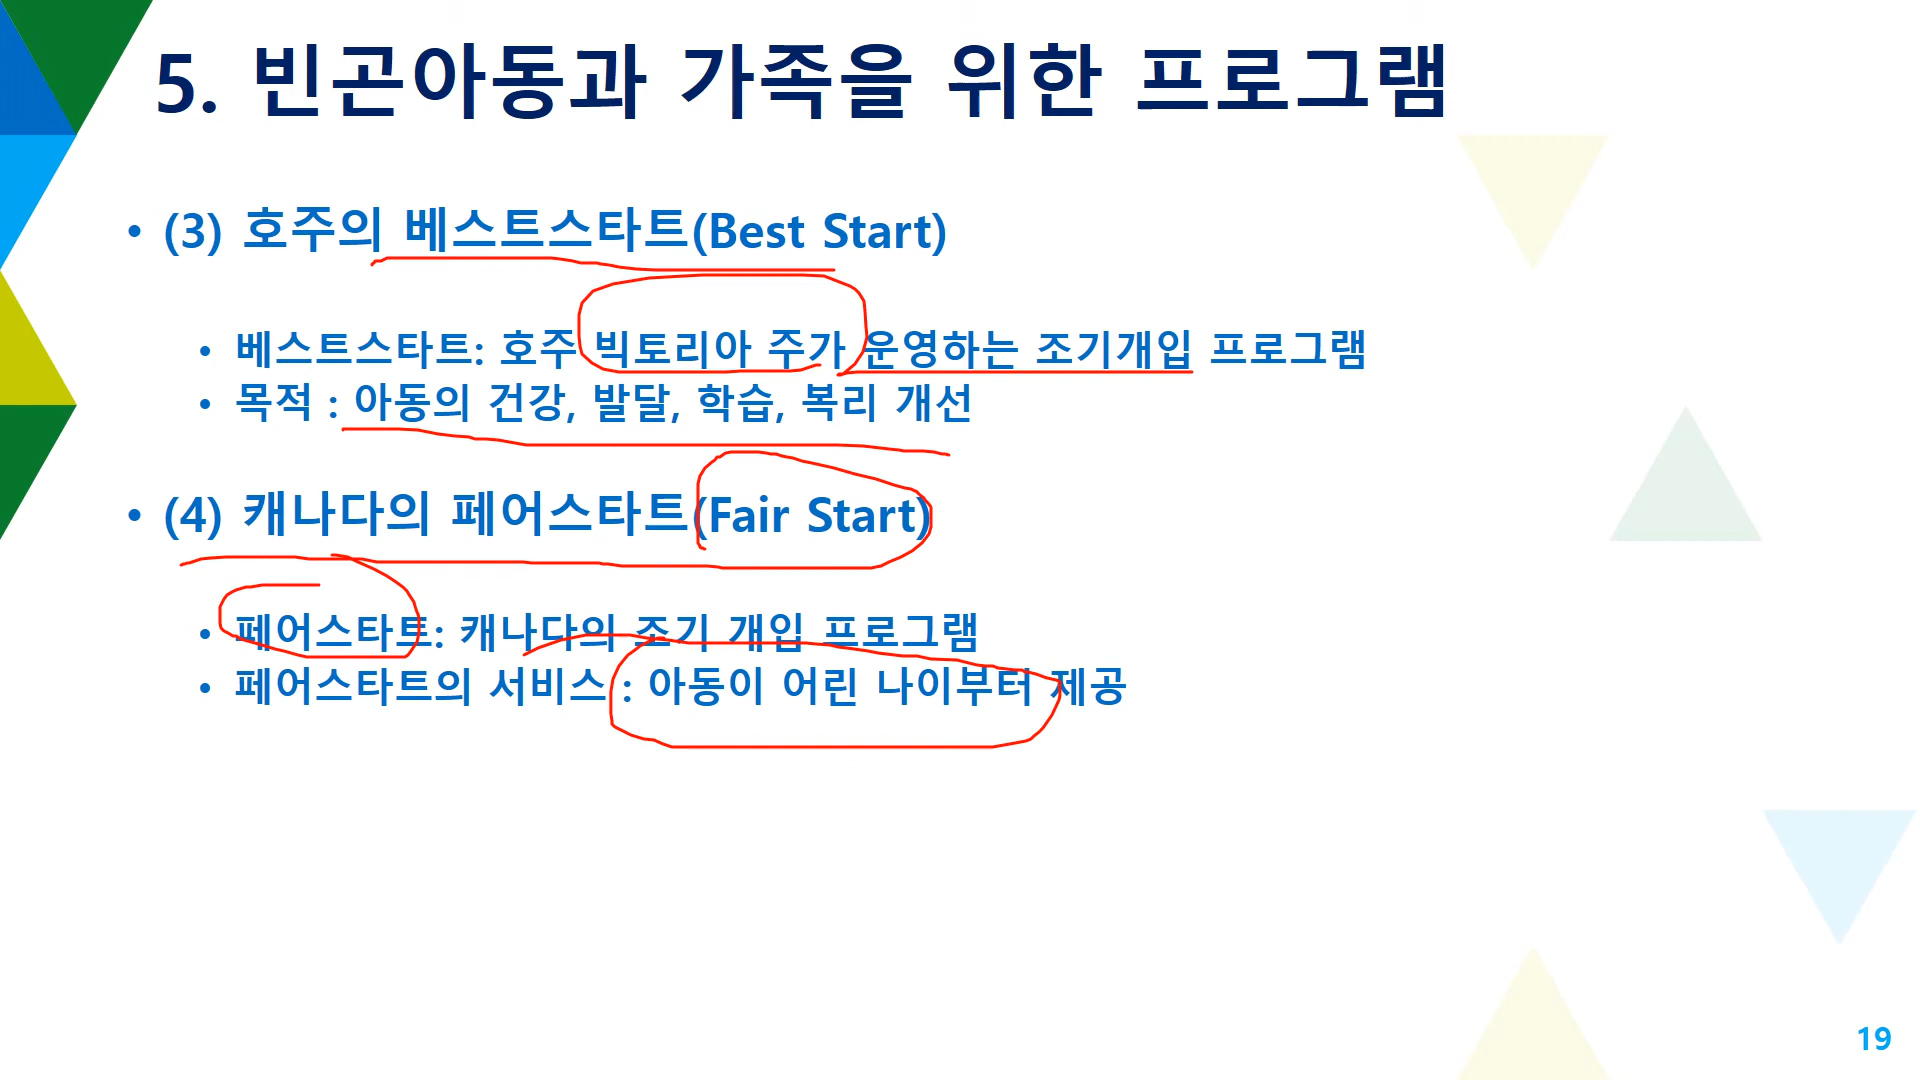 5. 빈곤아동과 가족을 위한 프로그램
• (3) 호주의 베스트스타트(Best Start)
• 베스트스타트: 호주 빅토리아 주가 운영하는 조기개입 프로그램
• 목적 : 아동의 건강, 발달, 학습, 복리 개선
• (4) 캐나다의 페어스타트(Fair Start)
• 페어스타트: 캐나다의 조기 개입 프로그램
• 페어스타트의 서비스 : 아동이 어린 나이부터 제공
19